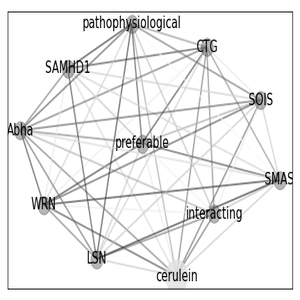 pathophysiological
CTG
SAMHD1
SOIS
Abha
preferable
SMAS
WRN
interacting
LSN
cerulein